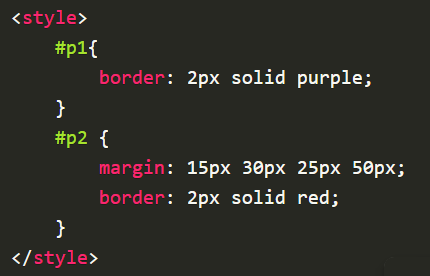 <style>
#p1{
border: 2px solid purple;
}
#p2 {
margin: 15px 30px 25px 50px;
border: 2px solid red;
}
</style>